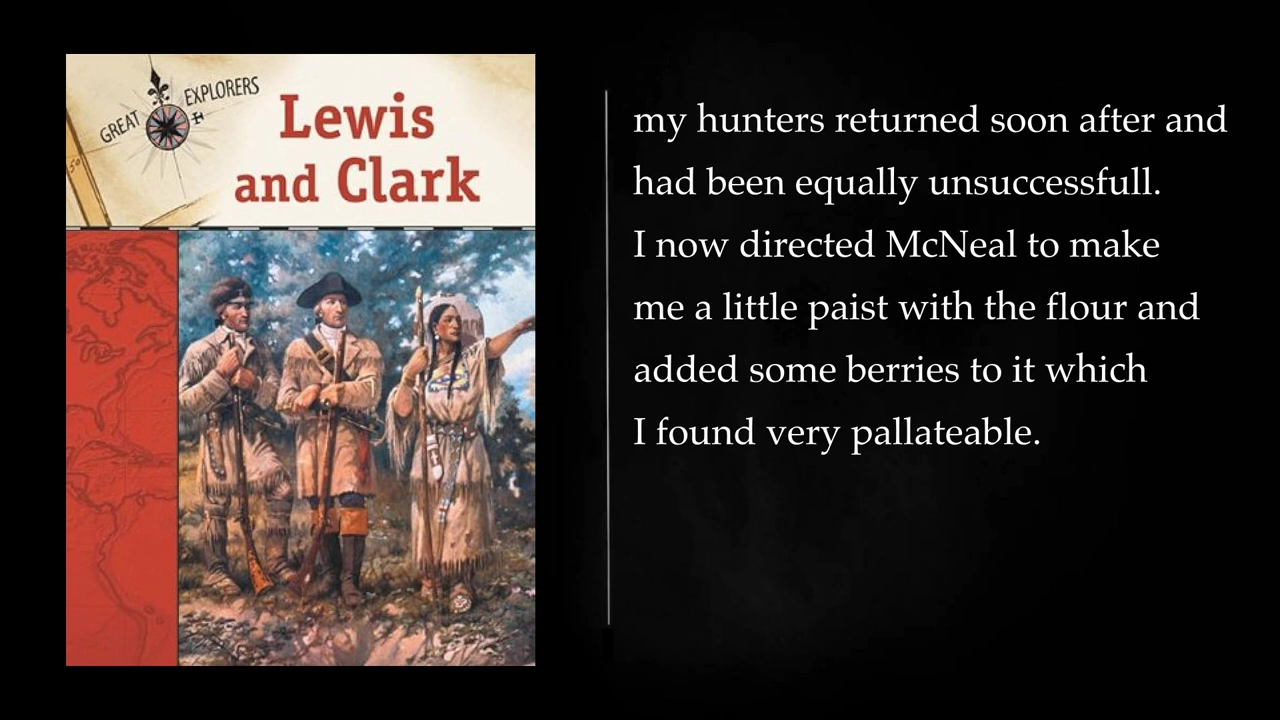 GREAT EXPLORERS
Lewis
and Clark
50
my hunters returned soon after and
had been equally unsuccessfull.
I now directed McNeal to make
me a little paist with the flour and
added some berries to it which
I found very pallateable.